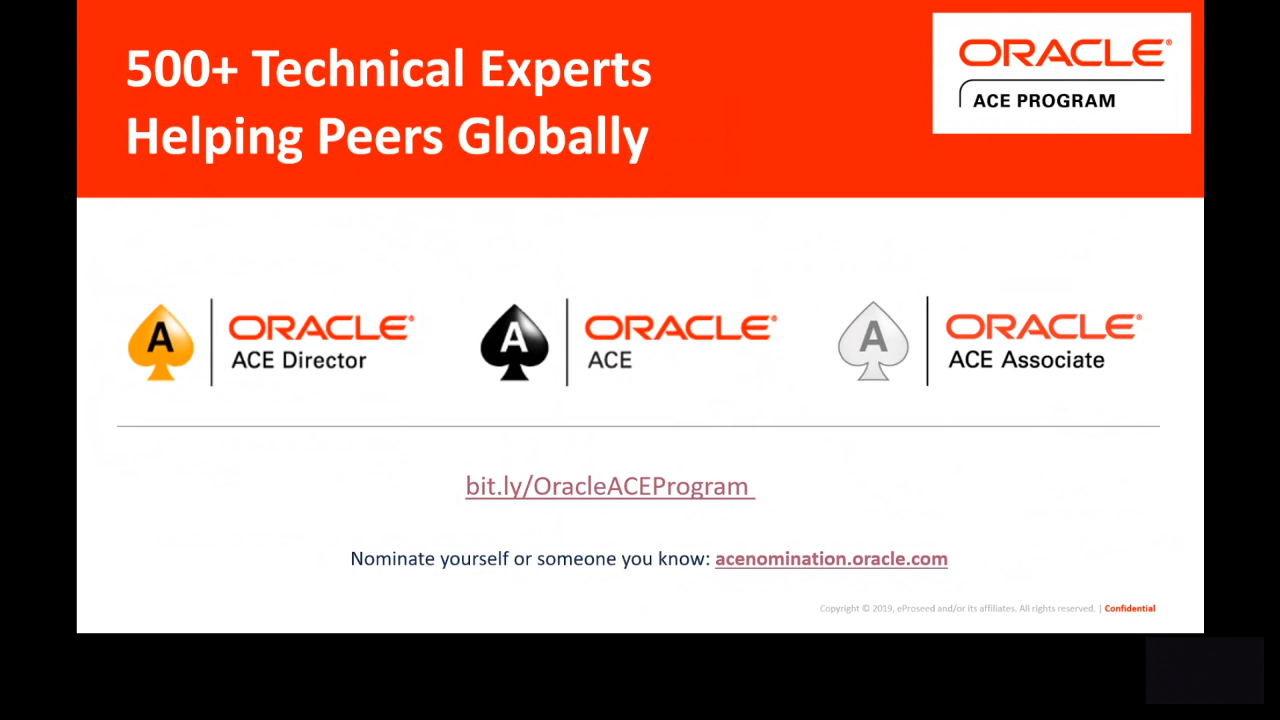 500+ Technical Experts
Helping Peers Globally
ORACLE®
ACE PROGRAM
A
ORACLE®
ACE Director
A
ORACLE®
ACE
A
ORACLE®
ACE Associate
bit.ly/OracleACEProgram
Nominate yourself or someone you know: acenomination.oracle.com
Copyright © 2019, eProseed and/or its affiliates. All rights reserved. | Confidential